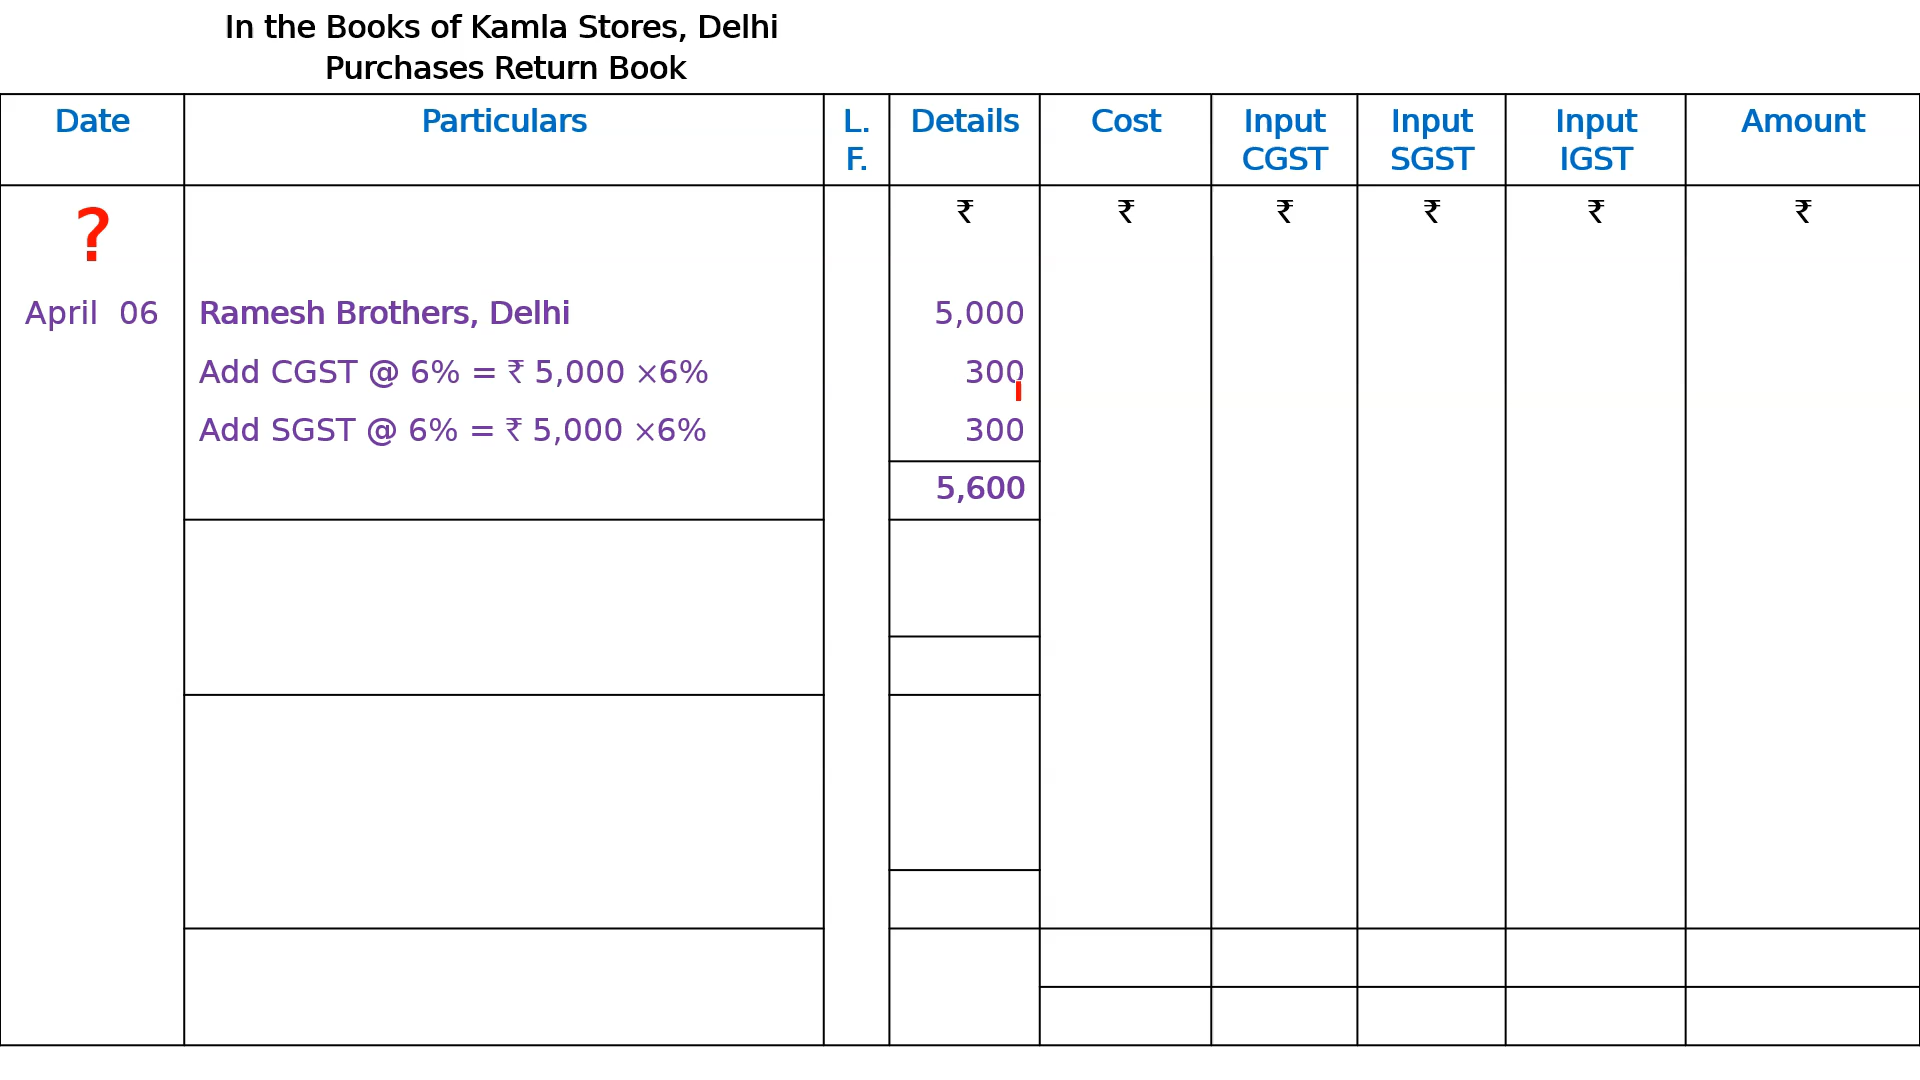 In the Books of Kamla Stores, Delhi
Purchases Return Book
Date Particulars L. F. Details Cost Input CGST Input SGST Input IGST Amount
? ₹ ₹ ₹ ₹ ₹ ₹
April 06 Ramesh Brothers, Delhi 5,000
Add CGST @ 6% = ₹ 5,000 ×6% 300
Add SGST @ 6% = ₹ 5,000 ×6% 300
5,600